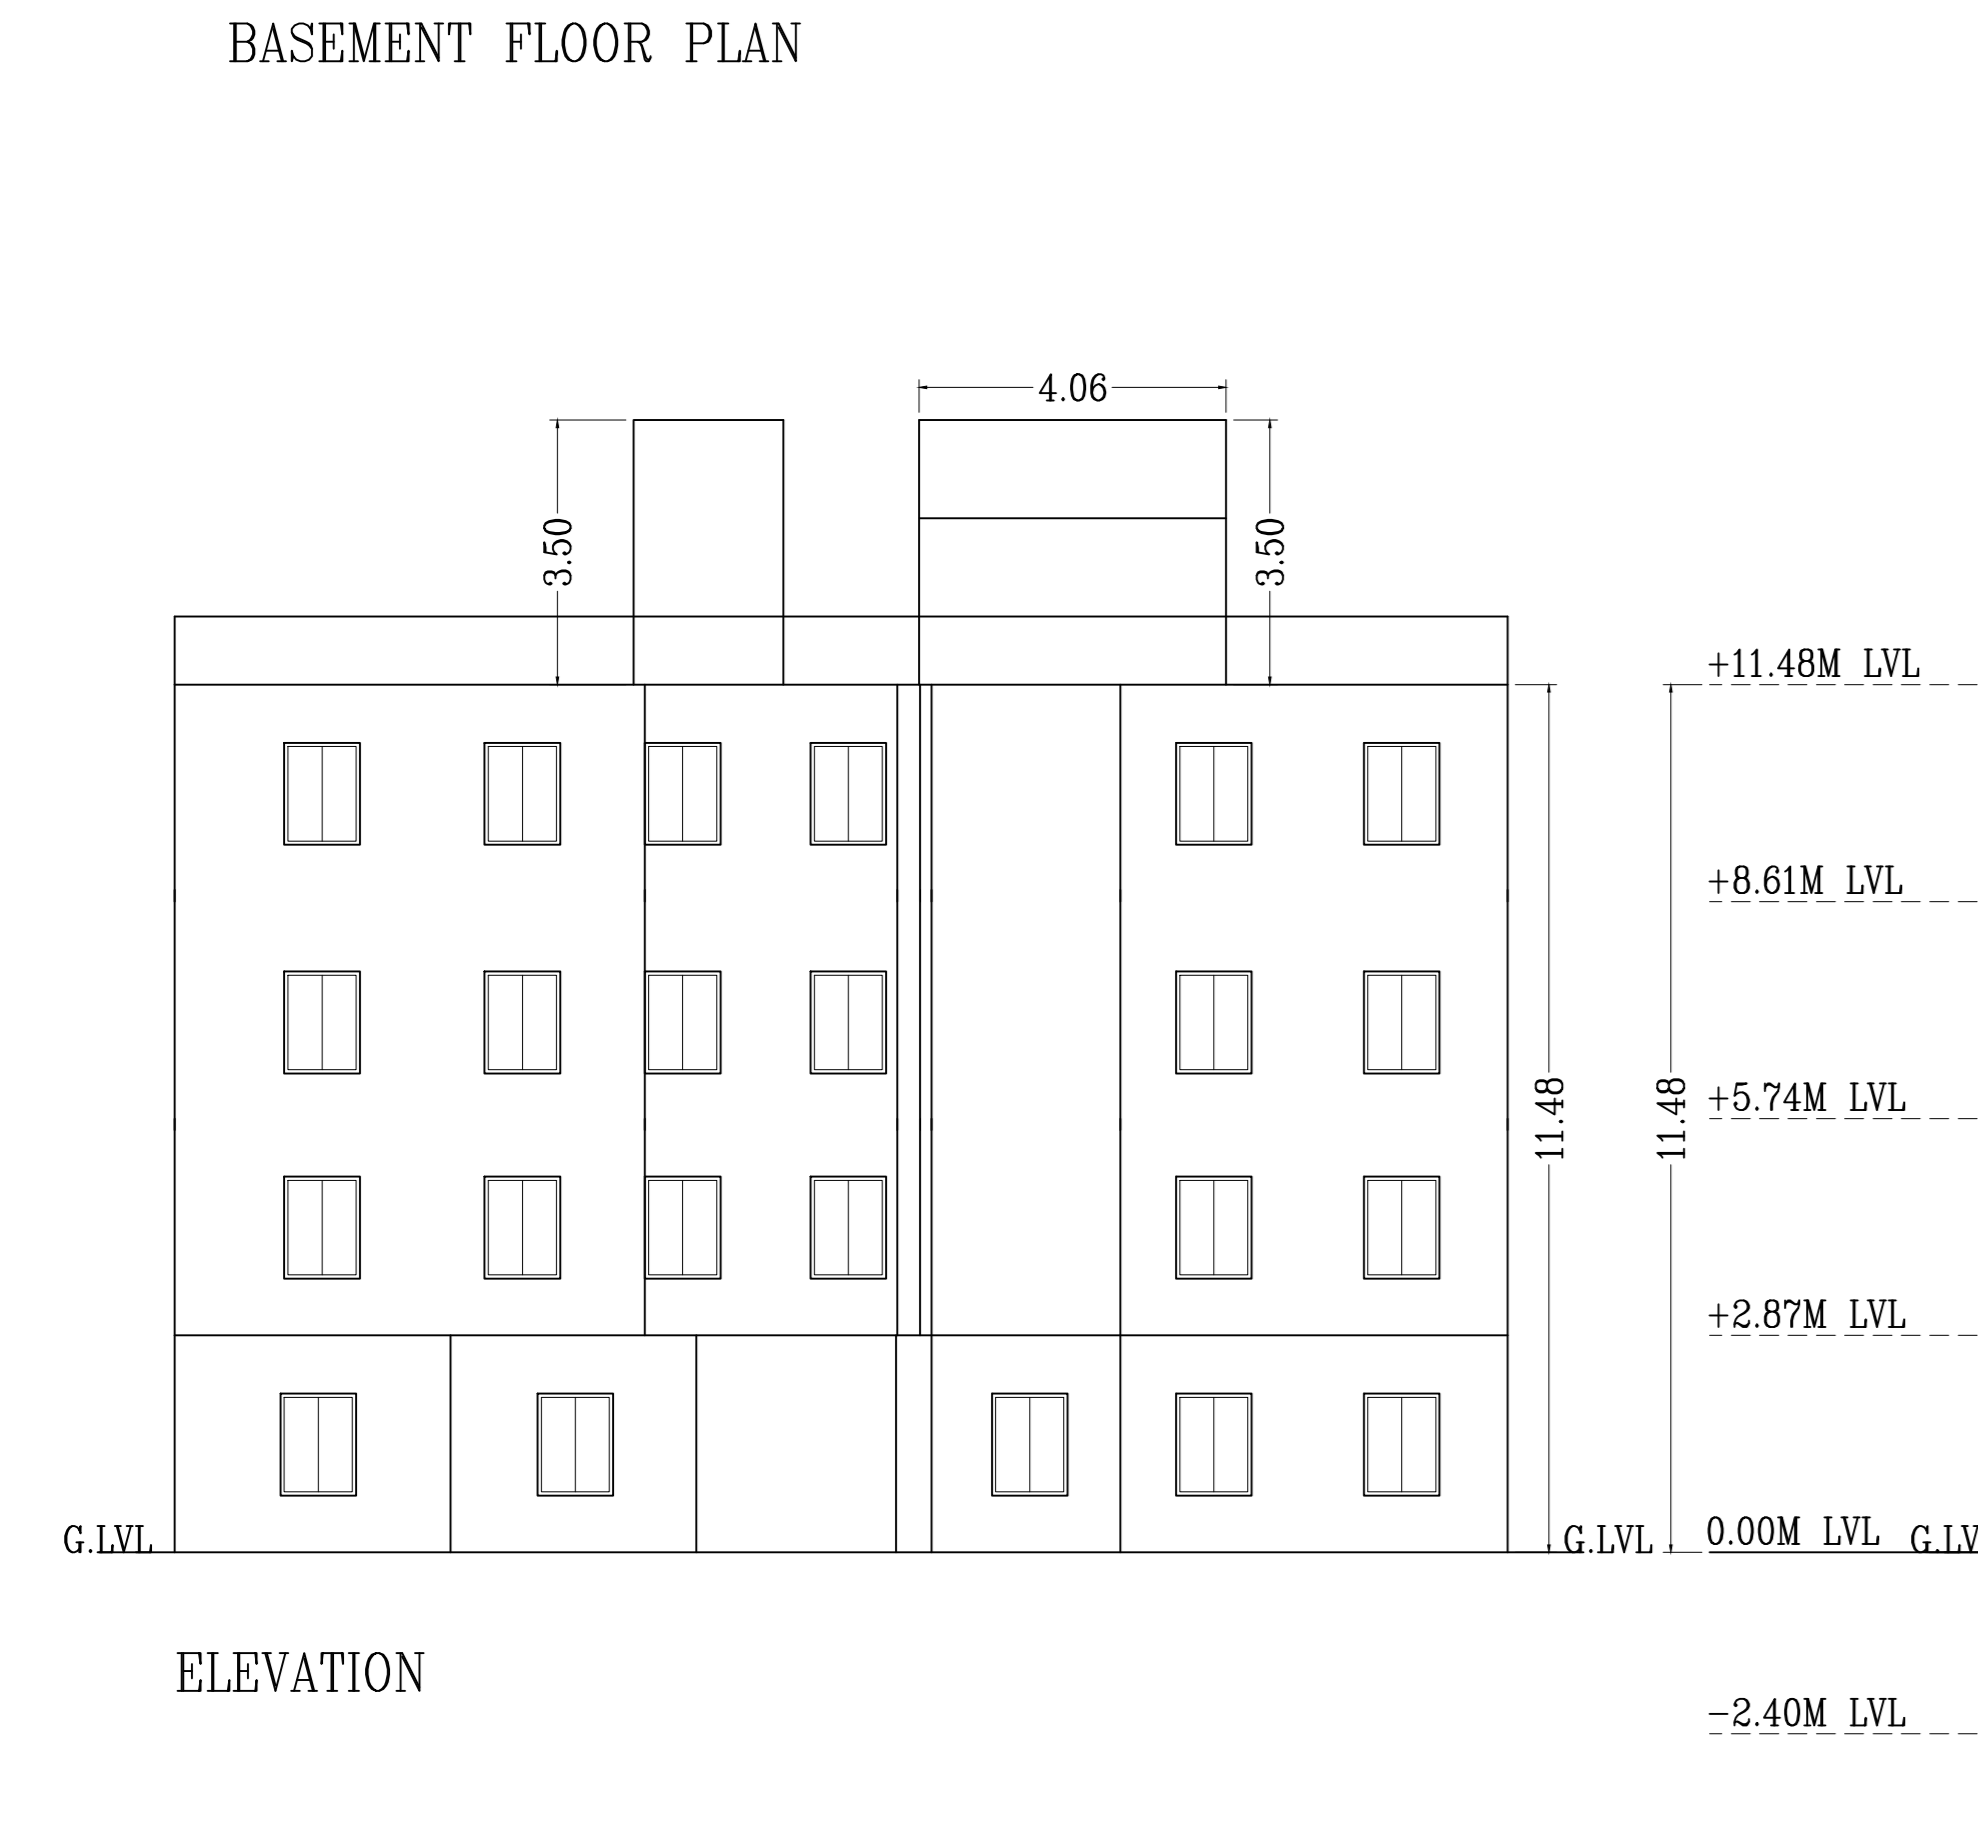 BASEMENT FLOOR PLAN
4.06
3.50
3.50
+11.48M LVL
+8.61M LVL
+5.74M LVL
11.48
11.48
+2.87M LVL
G.LVL
G.LVL
0.00M LVL
G.LV
ELEVATION
-2.40M LVL